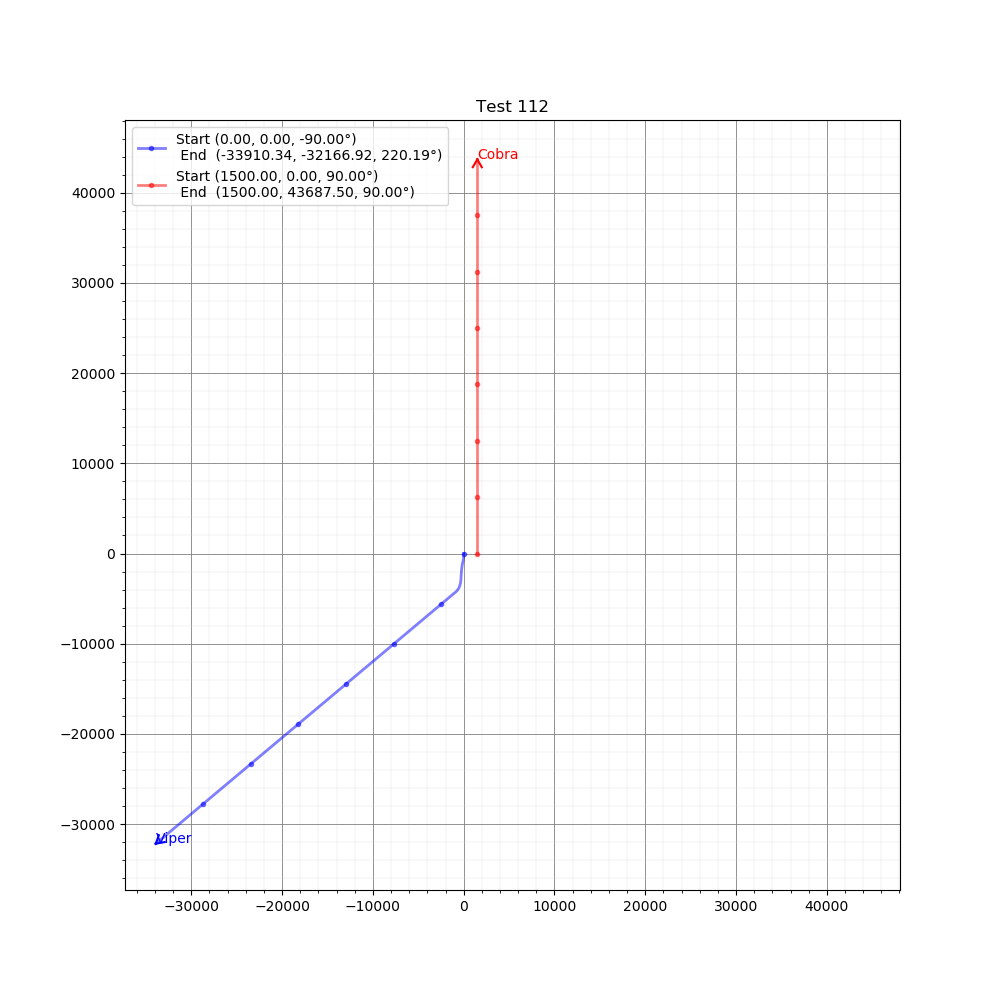 Test 112
Start (0.00, 0.00, -90.00°)
End (-33910.34, -32166.92, 220.19°)
Start (1500.00, 0.00, 90.00°)
End (1500.00, 43687.50, 90.00°)
Cobra
40000
30000
20000
10000
0
−10000
−20000
−30000
Viper
−30000 −20000 −10000 0 10000 20000 30000 40000